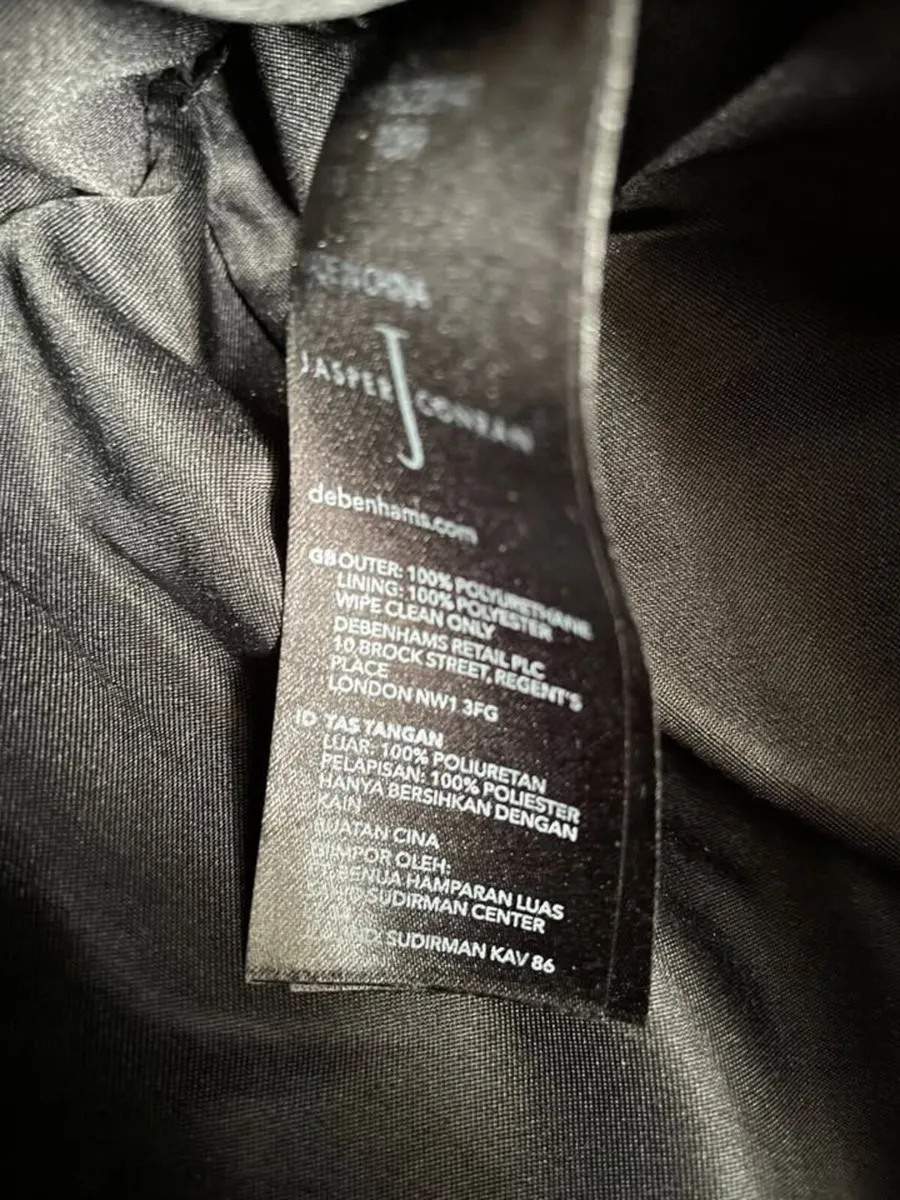 JASPER J CONRAN
debenhams.com
GB OUTER: 100% POLYURETHANE
LINING: 100% POLYESTER
WIPE CLEAN ONLY
DEBENHAMS RETAIL PLC
10 BROCK STREET, REGENT'S
PLACE
LONDON NW1 3FG
ID TAS TANGAN
LUAR: 100% POLIURETAN
PELAPISAN: 100% POLIESTER
HANYA BERSIHKAN DENGAN
KAIN
BUATAN CINA
DIIMPOR OLEH:
HAMPARAN LUAS
SUDIRMAN CENTER
SUDIRMAN KAV 86